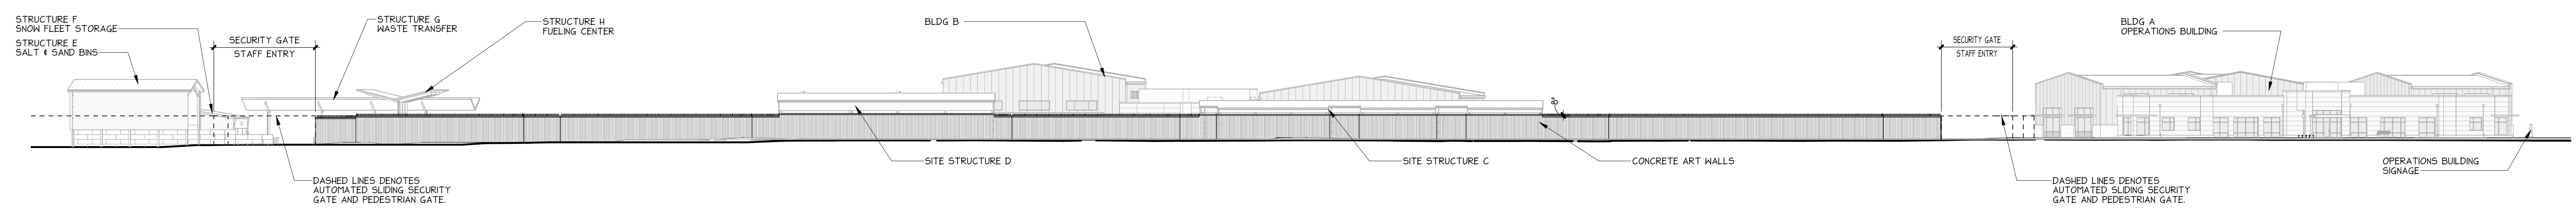 STRUCTURE F
SNOW FLEET STORAGE
STRUCTURE E
SALT & SAND BINS
SECURITY GATE
STAFF ENTRY
STRUCTURE G
WASTE TRANSFER
STRUCTURE H
FUELING CENTER
BLDG B
8"
SECURITY GATE
STAFF ENTRY
BLDG A
OPERATIONS BUILDING
DASHED LINES DENOTES
AUTOMATED SLIDING SECURITY
GATE AND PEDESTRIAN GATE.
SITE STRUCTURE D
SITE STRUCTURE C
CONCRETE ART WALLS
DASHED LINES DENOTES
AUTOMATED SLIDING SECURITY
GATE AND PEDESTRIAN GATE.
OPERATIONS BUILDING
SIGNAGE